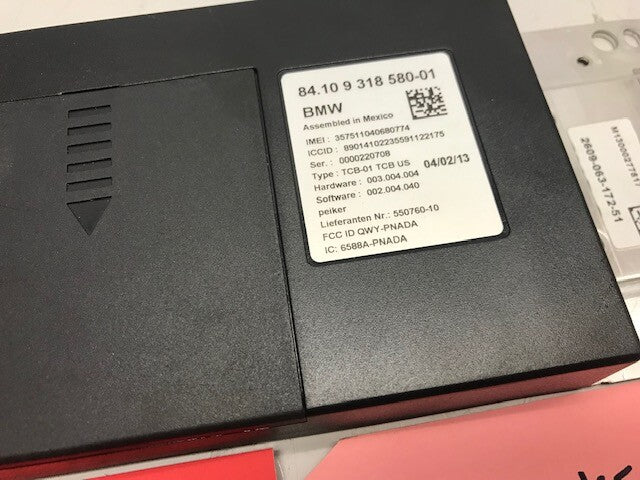 84.10 9 318 580-01
BMW
Assembled in Mexico
IMEI : 357511040680774
ICCID : 89014102235591122175
Ser. : 0000220708
Type : TCB-01 TCB US 04/02/13
Hardware : 003.004.004
Software : 002.004.040
peiker
Lieferanten Nr.: 550760-10
FCC ID QWY-PNADA
IC: 6588A-PNADA
2609-063-172-51